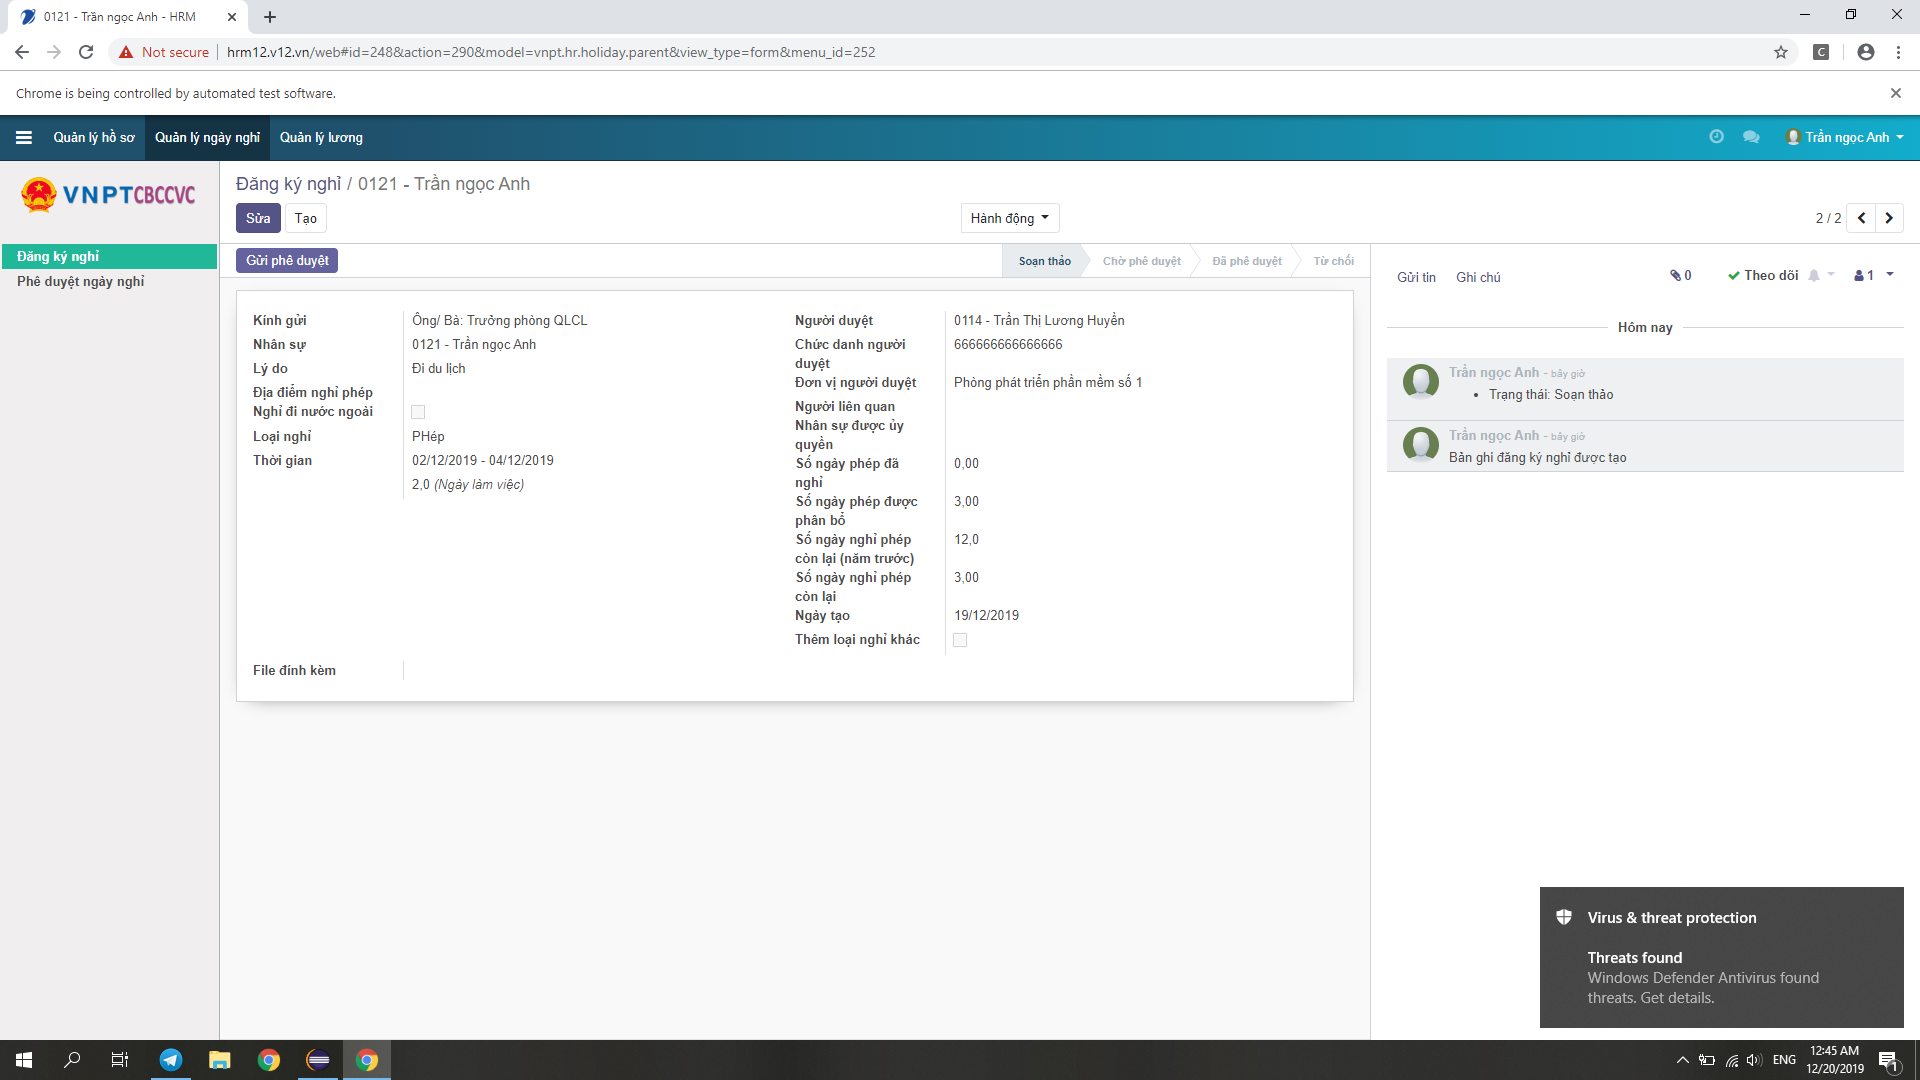 0121 - Trần ngọc Anh - HRM
Not secure
hrm12.v12.vn/web#id=248&action=290&model=vnpt.hr.holiday.parent&view_type=form&menu_id=252
C
Chrome is being controlled by automated test software.
Quản lý hồ sơ
Quản lý ngày nghỉ
Quản lý lương
Trần ngọc Anh
VNPTCBCCVC
Đăng ký nghỉ
Phê duyệt ngày nghỉ
Đăng ký nghỉ / 0121 - Trần ngọc Anh
Sửa
Tạo
Hành động
2 / 2
Gửi phê duyệt
Soạn thảo
Chờ phê duyệt
Đã phê duyệt
Từ chối
Kính gửi
Ông/ Bà: Trưởng phòng QLCL
Nhân sự
0121 - Trần ngọc Anh
Lý do
Đi du lịch
Địa điểm nghỉ phép
Nghỉ đi nước ngoài
Loại nghỉ
PHép
Thời gian
02/12/2019 - 04/12/2019
2,0 (Ngày làm việc)
Người duyệt
0114 - Trần Thị Lương Huyền
Chức danh người
duyệt
666666666666666
Đơn vị người duyệt
Phòng phát triển phần mềm số 1
Người liên quan
Nhân sự được ủy
quyền
Số ngày phép đã
nghỉ
0,00
Số ngày phép được
phân bổ
3,00
Số ngày nghỉ phép
còn lại (năm trước)
12,0
Số ngày nghỉ phép
còn lại
3,00
Ngày tạo
19/12/2019
Thêm loại nghỉ khác
File đính kèm
Gửi tin
Ghi chú
0
Theo dõi
1
Hôm nay
Trần ngọc Anh - bây giờ
Trạng thái: Soạn thảo
Trần ngọc Anh - bây giờ
Bản ghi đăng ký nghỉ được tạo
Virus & threat protection
Threats found
Windows Defender Antivirus found
threats. Get details.
ENG
12:45 AM
12/20/2019
1